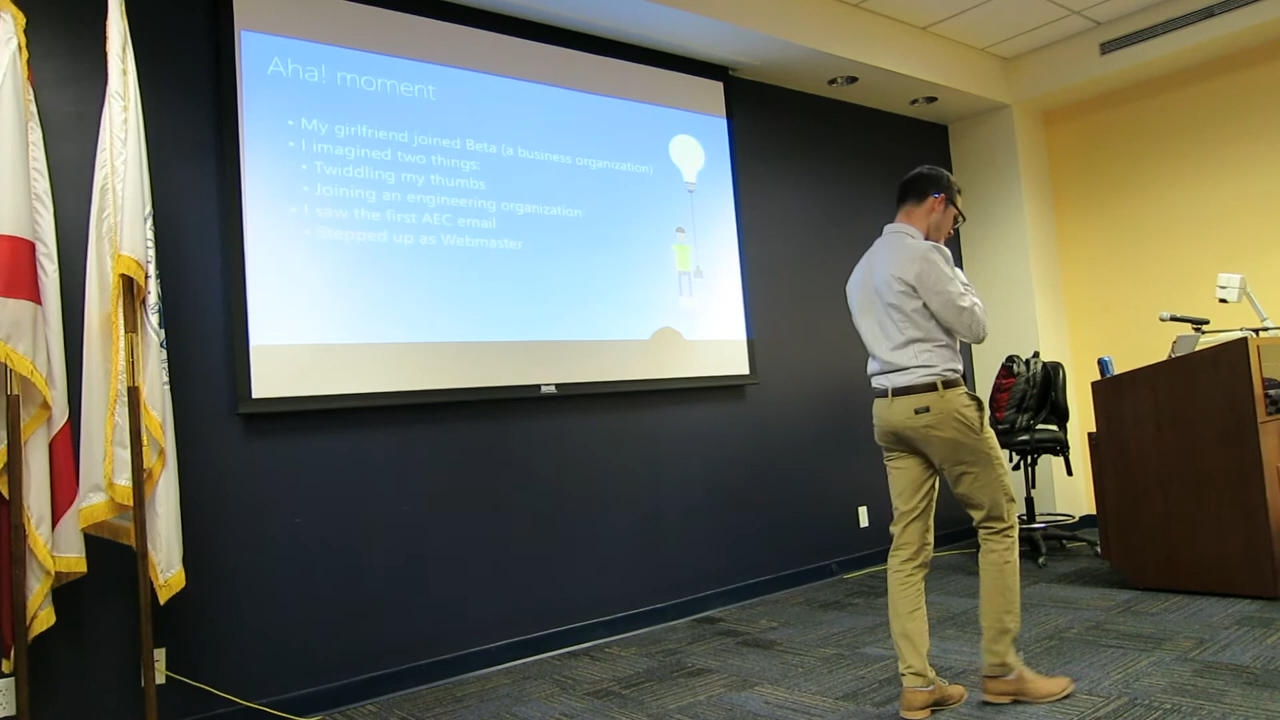 Aha! moment
• My girlfriend joined Beta (a business organization)
• I imagined two things:
• Twiddling my thumbs
• Joining an engineering organization
• I saw the first AEC email
• Stepped up as Webmaster